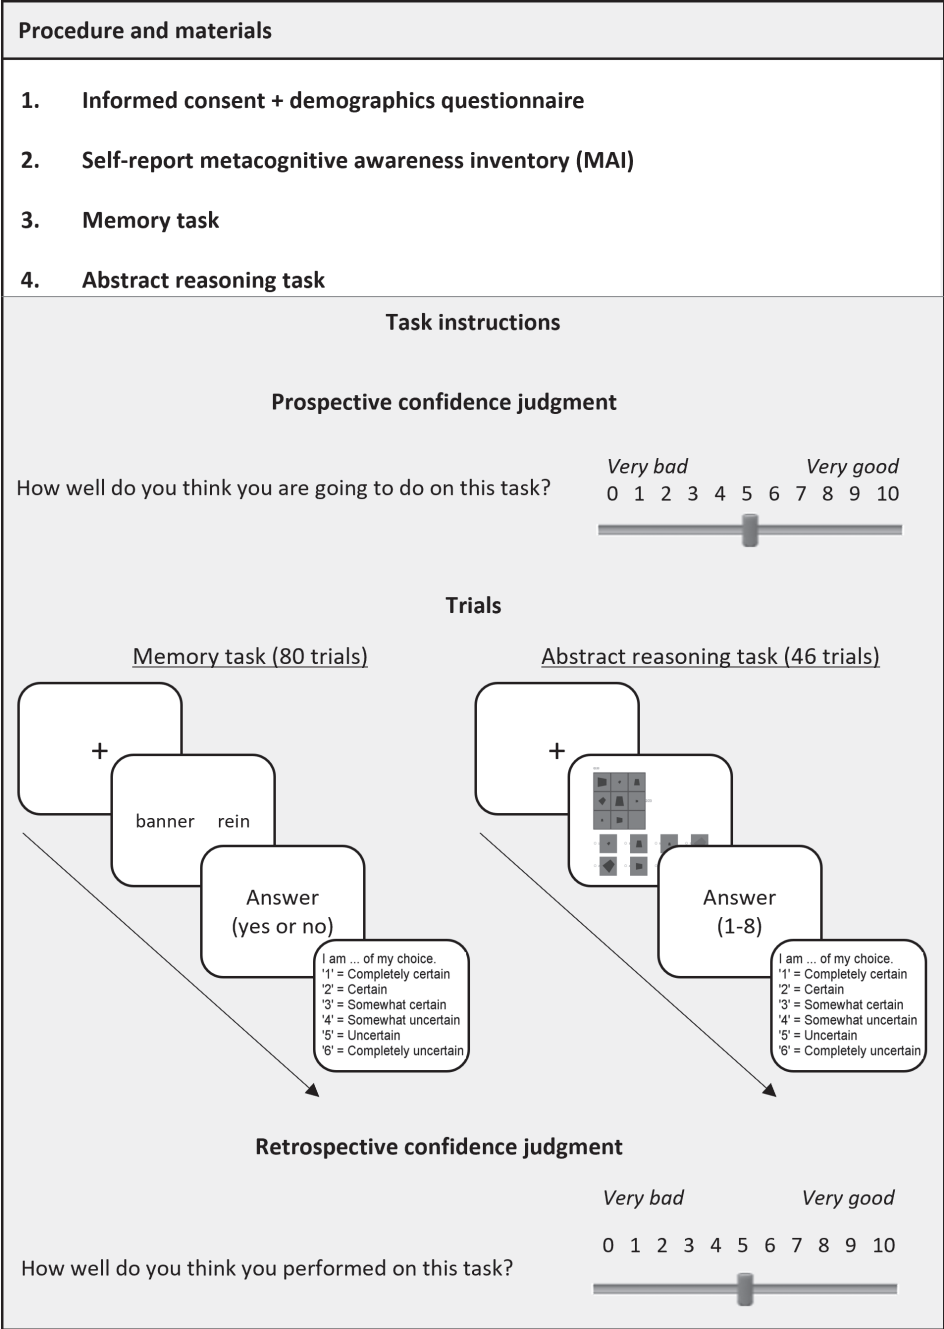 Procedure and materials
1. Informed consent + demographics questionnaire
2. Self-report metacognitive awareness inventory (MAI)
3. Memory task
4. Abstract reasoning task
Task instructions
Prospective confidence judgment
Very bad Very good
How well do you think you are going to do on this task?
0 1 2 3 4 5 6 7 8 9 10
Trials
Memory task (80 trials)
+
banner rein
Answer
(yes or no)
I am ... of my choice.
'1' = Completely certain
'2' = Certain
'3' = Somewhat certain
'4' = Somewhat uncertain
'5' = Uncertain
'6' = Completely uncertain
Abstract reasoning task (46 trials)
+
Answer
(1-8)
I am ... of my choice.
'1' = Completely certain
'2' = Certain
'3' = Somewhat certain
'4' = Somewhat uncertain
'5' = Uncertain
'6' = Completely uncertain
Retrospective confidence judgment
Very bad Very good
0 1 2 3 4 5 6 7 8 9 10
How well do you think you performed on this task?